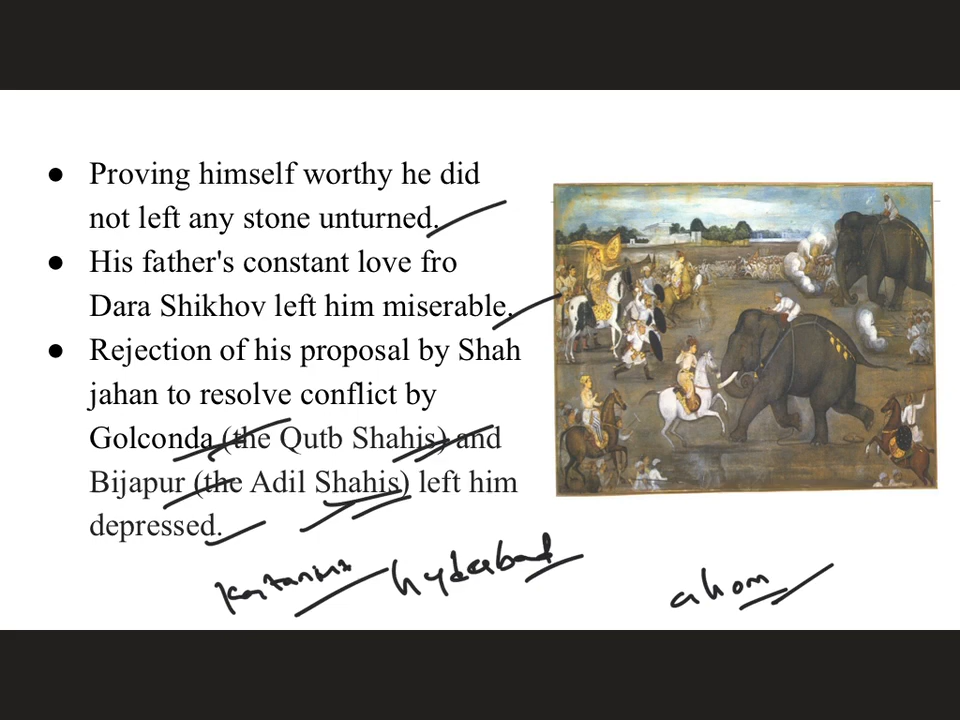 ● Proving himself worthy he did
not left any stone unturned.
● His father's constant love fro
Dara Shikhov left him miserable.
● Rejection of his proposal by Shah
jahan to resolve conflict by
Golconda (the Qutb Shahis) and
Bijapur (the Adil Shahis) left him
depressed.
hyderabad
ahom